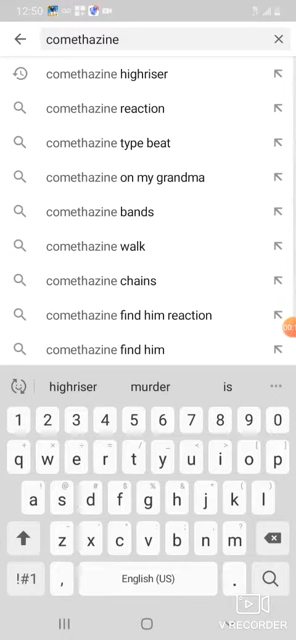 12:50
comethazine
comethazine highriser
comethazine reaction
comethazine type beat
comethazine on my grandma
comethazine bands
comethazine walk
comethazine chains
comethazine find him reaction
comethazine find him
highriser murder is
1 2 3 4 5 6 7 8 9 0
q w e r t y u i o p
a s d f g h j k l
z x c v b n m
!#1 , English (US) .
V RECORDER